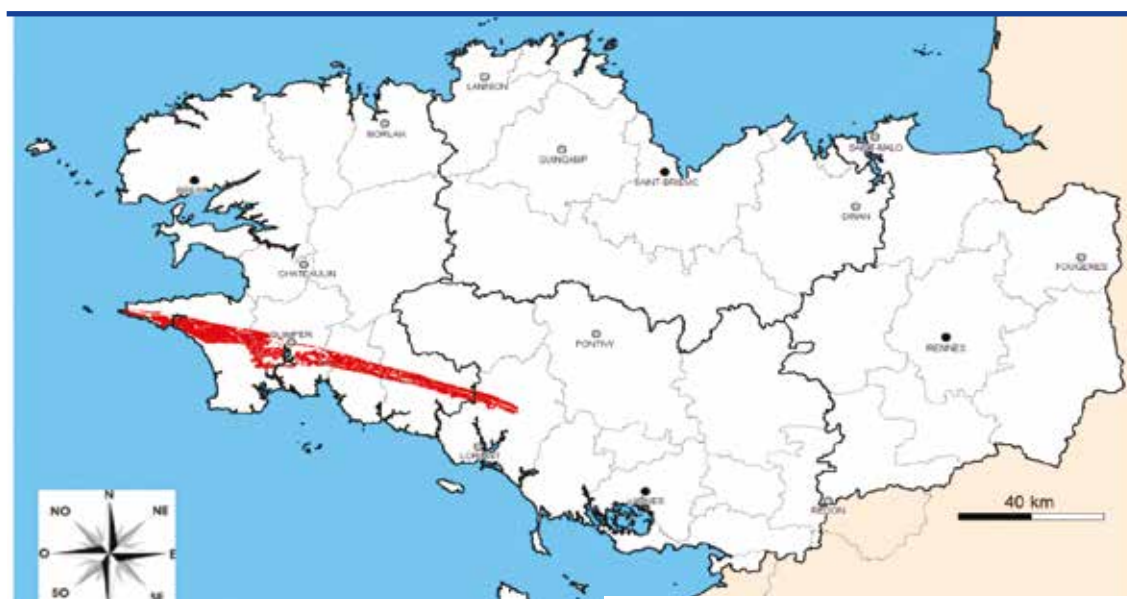 LANNION
MORLAIX
GUINGAMP
SAINT-MALO
BREST
SAINT-BRIEUC
DINAN
FOUGERES
CHATEAULIN
QUIMPER
PONTIVY
RENNES
LORIENT
VANNES
REDON
40 km
N
NO
NE
O
E
SO
SE